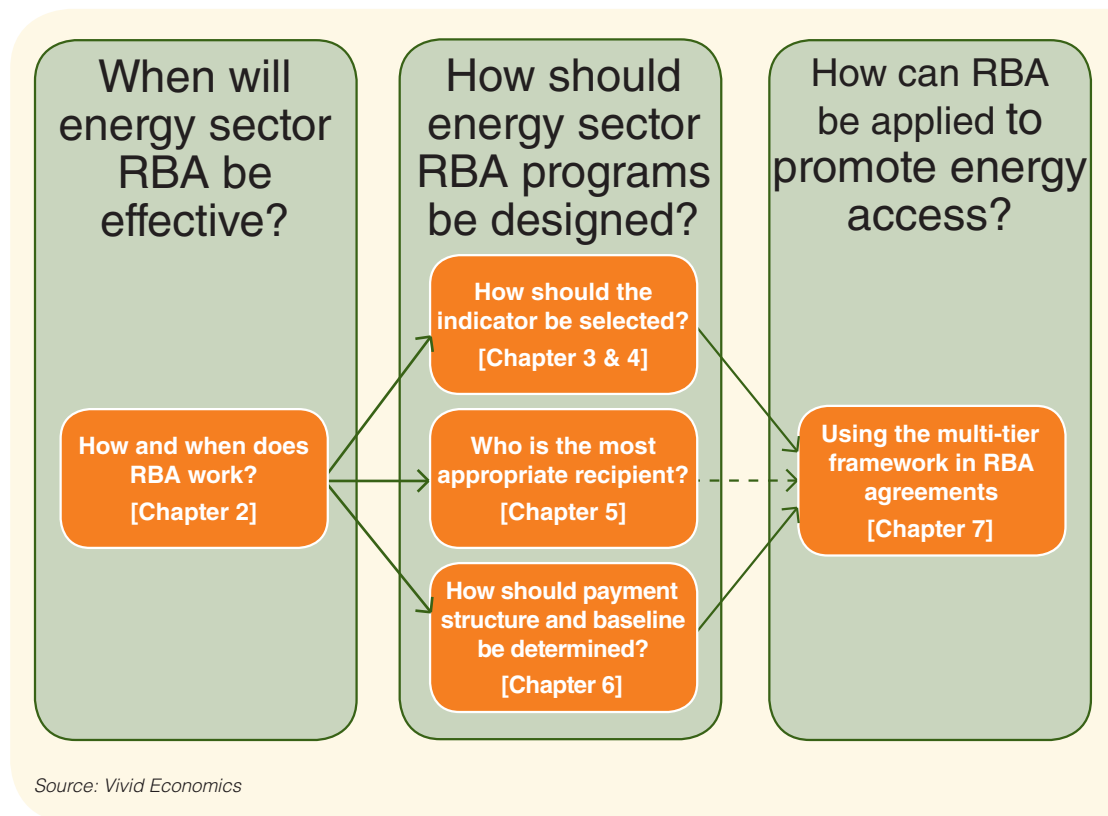 When will
energy sector
RBA be
effective?
How and when does
RBA work?
[Chapter 2]
How should
energy sector
RBA programs
be designed?
How should the
indicator be selected?
[Chapter 3 & 4]
Who is the most
appropriate recipient?
[Chapter 5]
How should payment
structure and baseline
be determined?
[Chapter 6]
How can RBA
be applied to
promote energy
access?
Using the multi-tier
framework in RBA
agreements
[Chapter 7]
Source: Vivid Economics